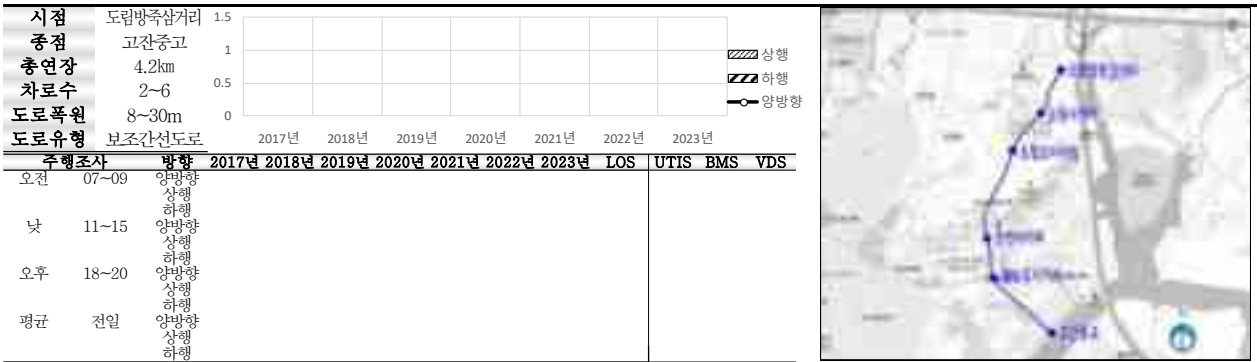 시점 도림방죽삼거리
종점 고잔중고
총연장 4.2㎞
차로수 2~6
도로폭원 8~30m
도로유형 보조간선도로
1.5
1
0.5
0
2017년 2018년 2019년 2020년 2021년 2022년 2023년
상행
하행
양방향
주행조사 방향 2017년 2018년 2019년 2020년 2021년 2022년 2023년 LOS UTIS BMS VDS
오전 07~09 양방향
상행
하행
낮 11~15 양방향
상행
하행
오후 18~20 양방향
상행
하행
평균 전일 양방향
상행
하행